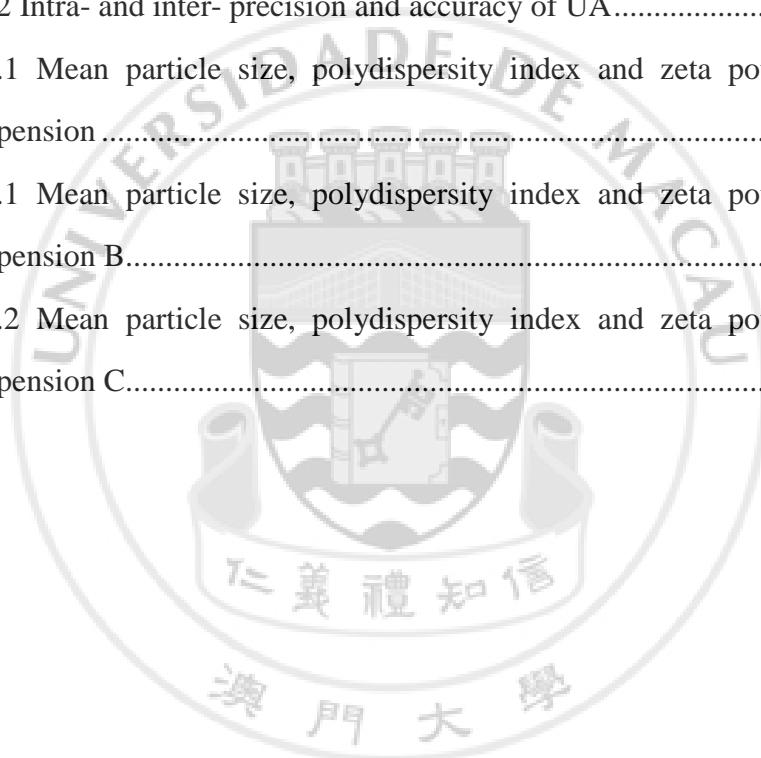 2 Intra- and inter- precision and accuracy of UA
.1 Mean particle size, polydispersity index and zeta po
pension
.1 Mean particle size, polydispersity index and zeta po
pension B
.2 Mean particle size, polydispersity index and zeta po
pension C
UNIVERSIDADE DE MACAU
仁義禮知信
澳門大學